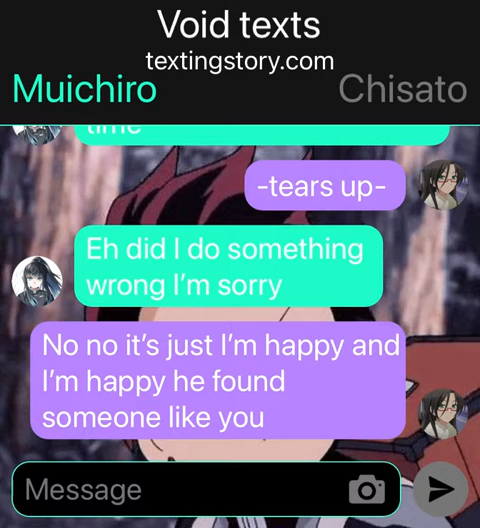 Void texts
textingstory.com
Muichiro Chisato
time
-tears up-
Eh did I do something
wrong I'm sorry
No no it's just I'm happy and
I'm happy he found
someone like you
Message